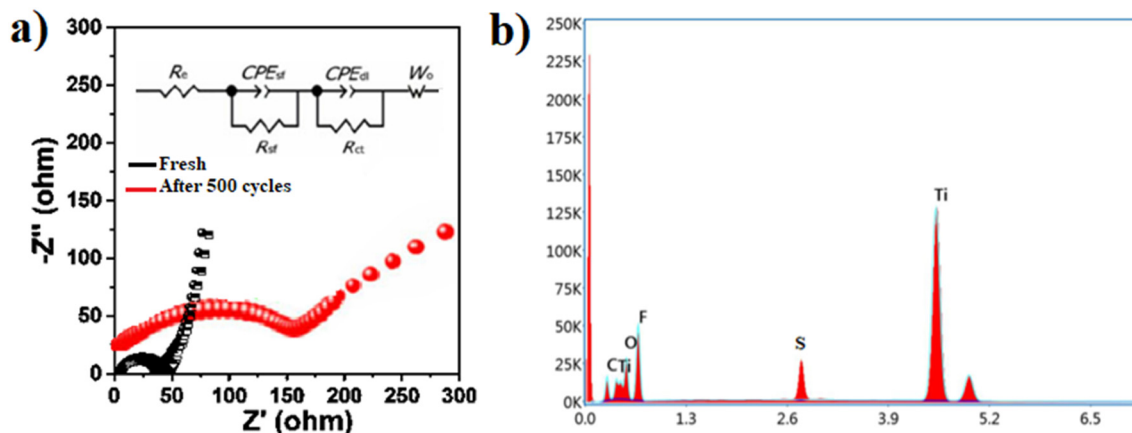 a)
300
250
200
150
100
50
0
-Z" (ohm)
Re CPEsf CPEdl Wo
Rsf Rct
Fresh
After 500 cycles
0 50 100 150 200 250 300
Z' (ohm)
b)
250K
225K
200K
175K
150K
125K
100K
75K
50K
25K
0K
C Ti O F S Ti
0.0 1.3 2.6 3.9 5.2 6.5